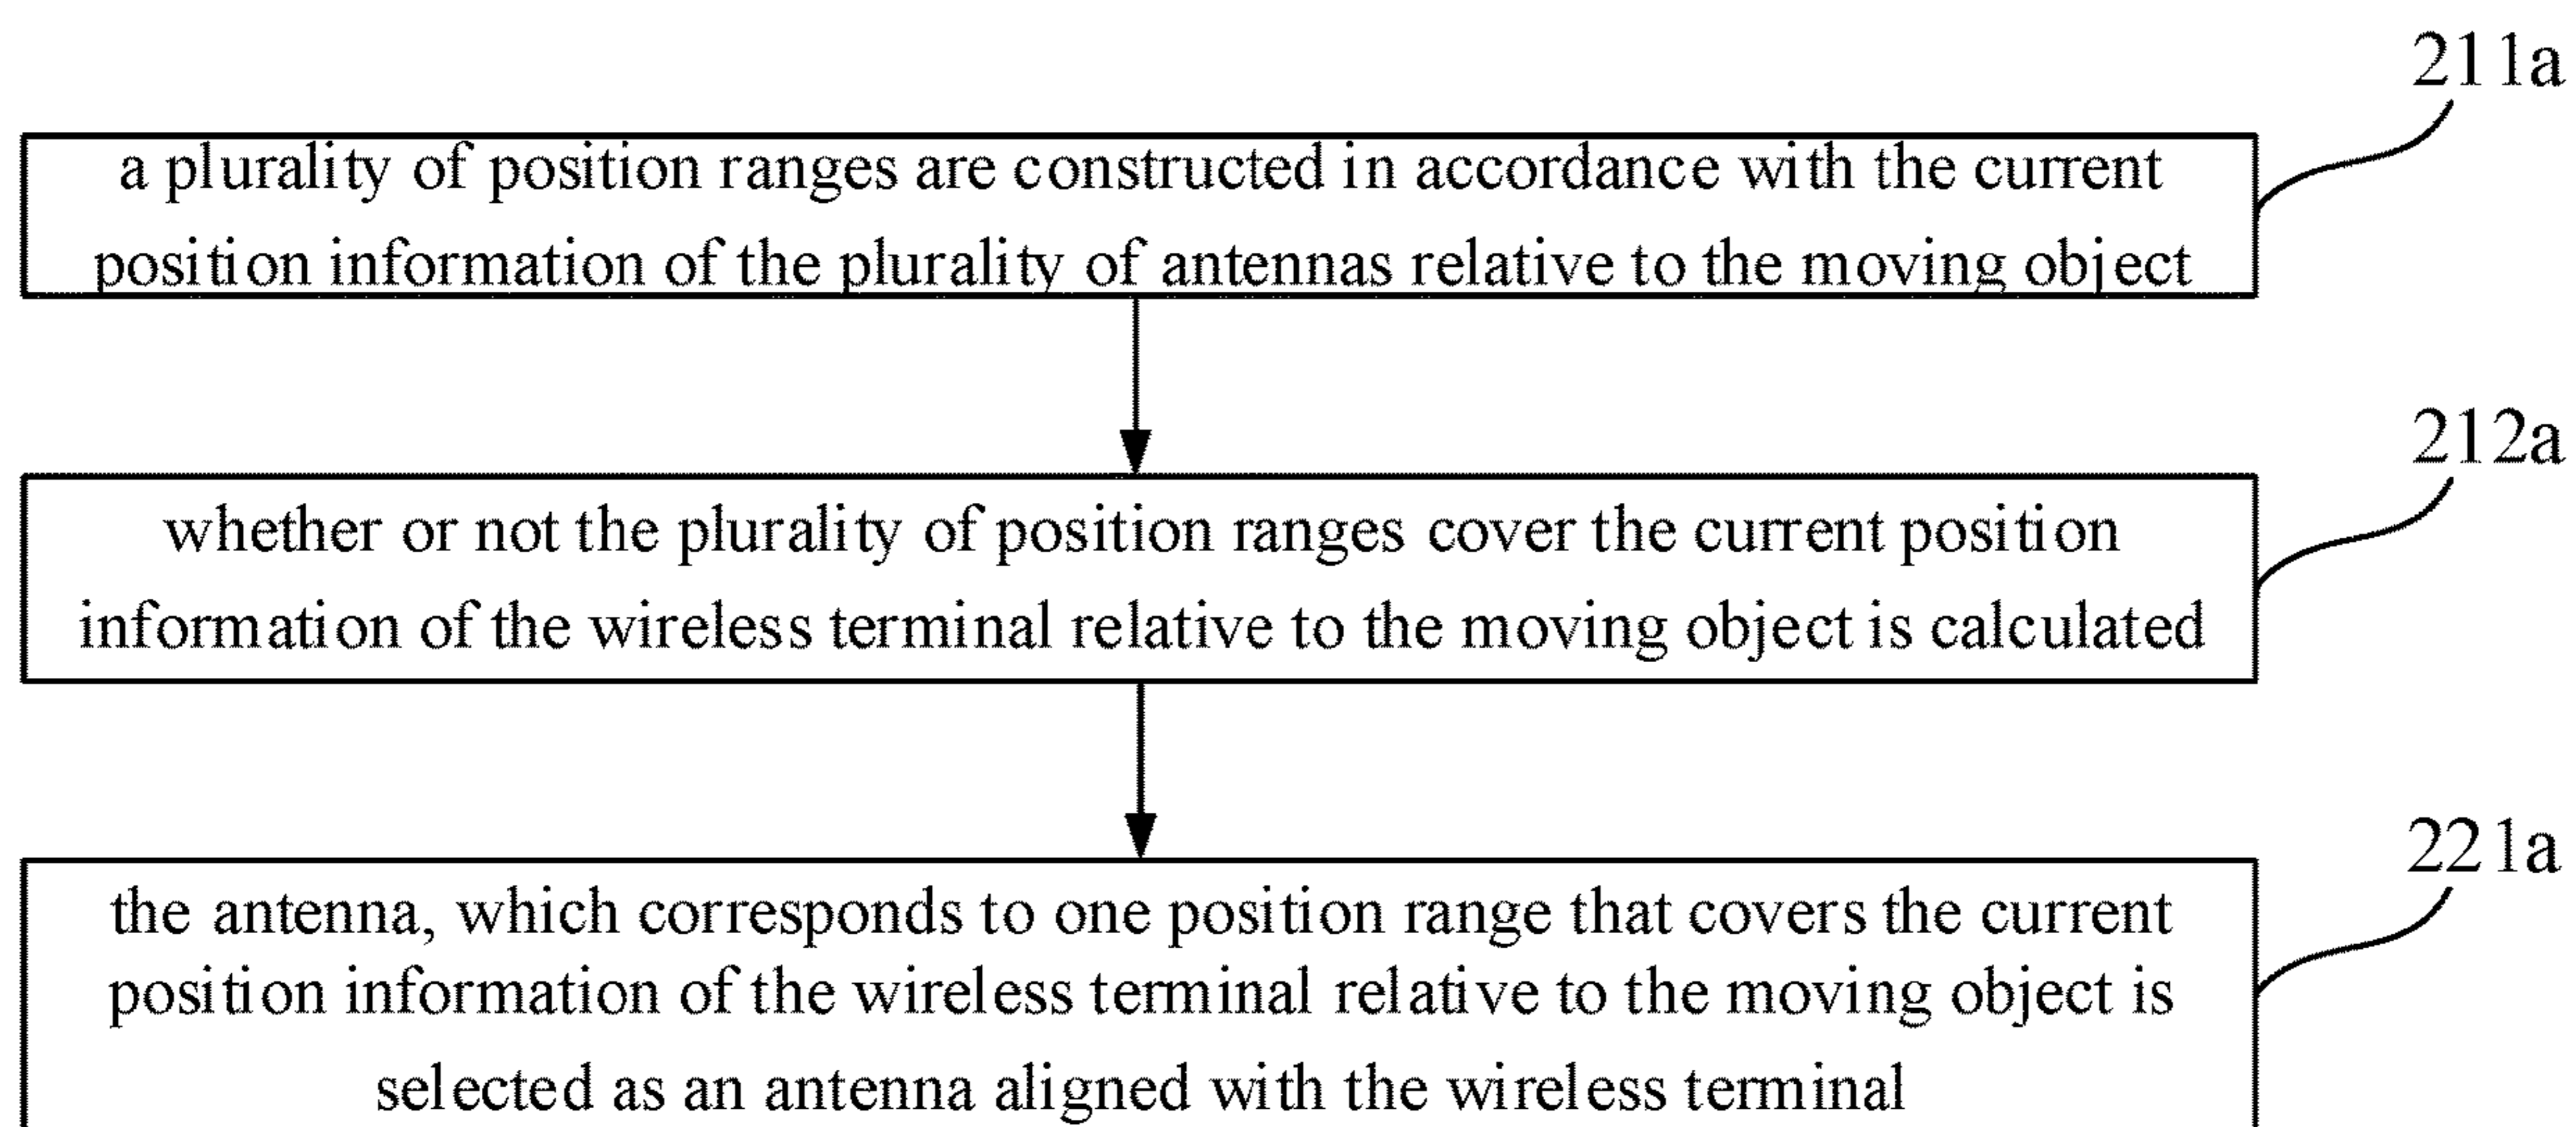 211a
a plurality of position ranges are constructed in accordance with the current
position information of the plurality of antennas relative to the moving object
212a
whether or not the plurality of position ranges cover the current position
information of the wireless terminal relative to the moving object is calculated
221a
the antenna, which corresponds to one position range that covers the current
position information of the wireless terminal relative to the moving object is
selected as an antenna aligned with the wireless terminal